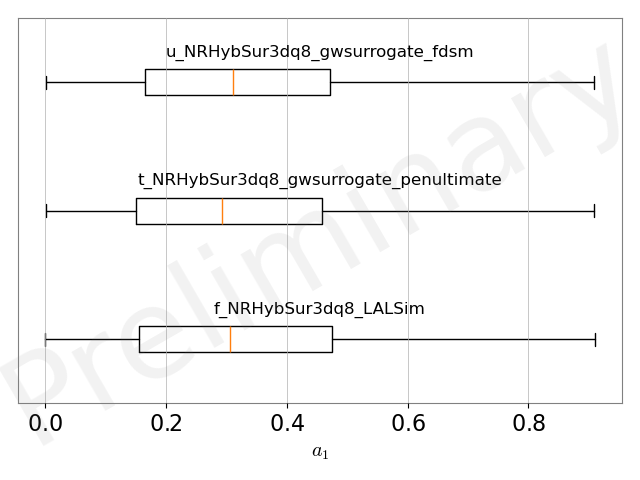 u_NRHybSur3dq8_gwsurrogate_fdsm
t_NRHybSur3dq8_gwsurrogate_penultimate
f_NRHybSur3dq8_LALSim
Preliminary
0.0 0.2 0.4 0.6 0.8
a₁